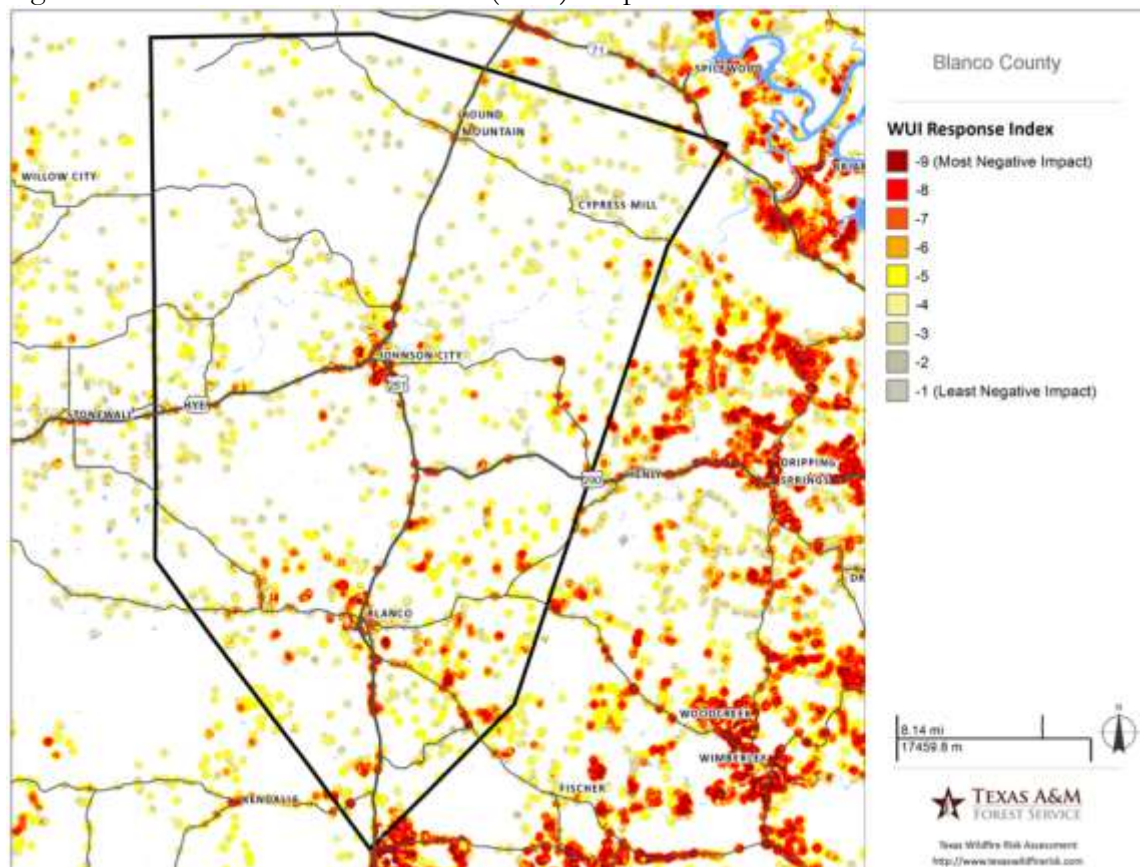 71
SPICEWOOD
ROUND
MOUNTAIN
WILLOW CITY
CYPRESS MILL
JOHNSON CITY
281
STONEWALL
HYE
290
HENLY
DRIPPING
SPRINGS
BLANCO
WOODCREEK
WIMBERLEY
FISCHER
KENDALIA
Blanco County
WUI Response Index
-9 (Most Negative Impact)
-8
-7
-6
-5
-4
-3
-2
-1 (Least Negative Impact)
8.14 mi
17459.8 m
N
TEXAS A&M
FOREST SERVICE
Texas Wildfire Risk Assessment
http://www.texaswildfirerisk.com